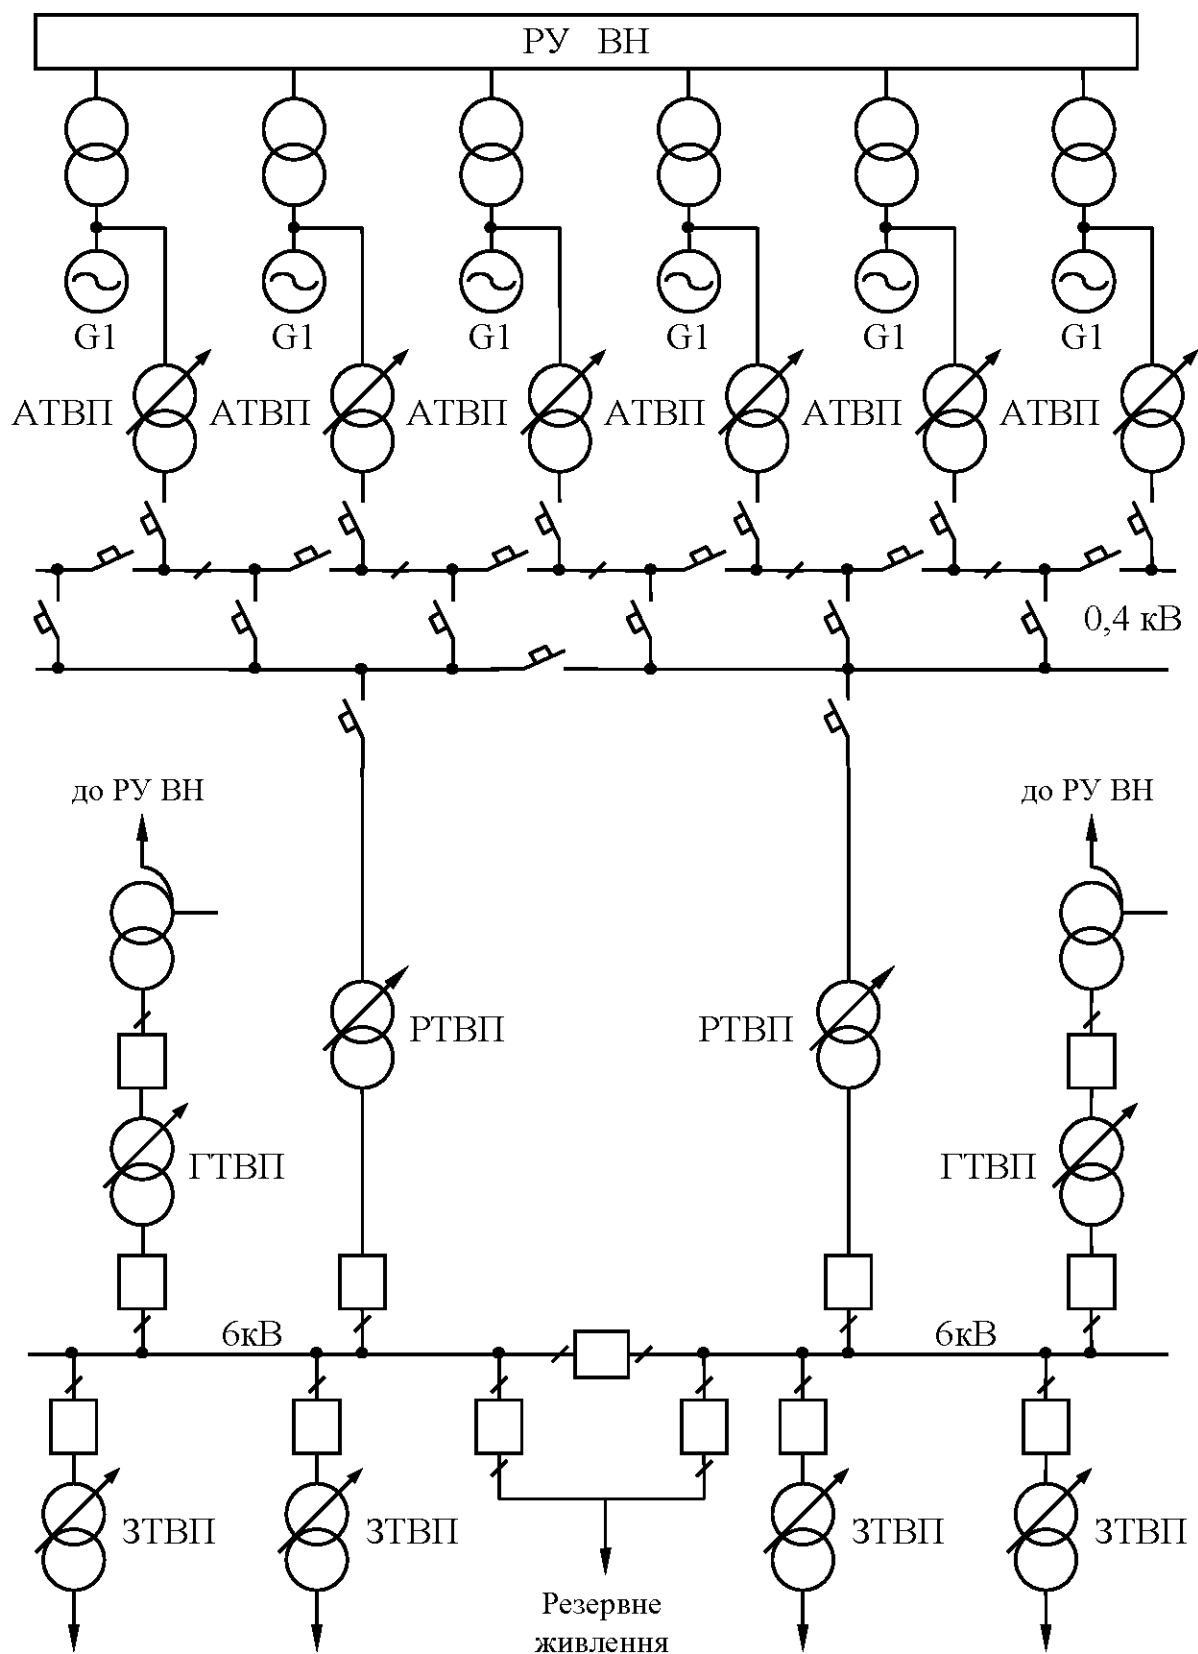 РУ ВН
G1 G1 G1 G1 G1 G1
АТВП АТВП АТВП АТВП АТВП АТВП
0,4 кВ
до РУ ВН до РУ ВН
РТВП РТВП
ГТВП ГТВП
6кВ 6кВ
ЗТВП ЗТВП ЗТВП ЗТВП
Резервне
живлення